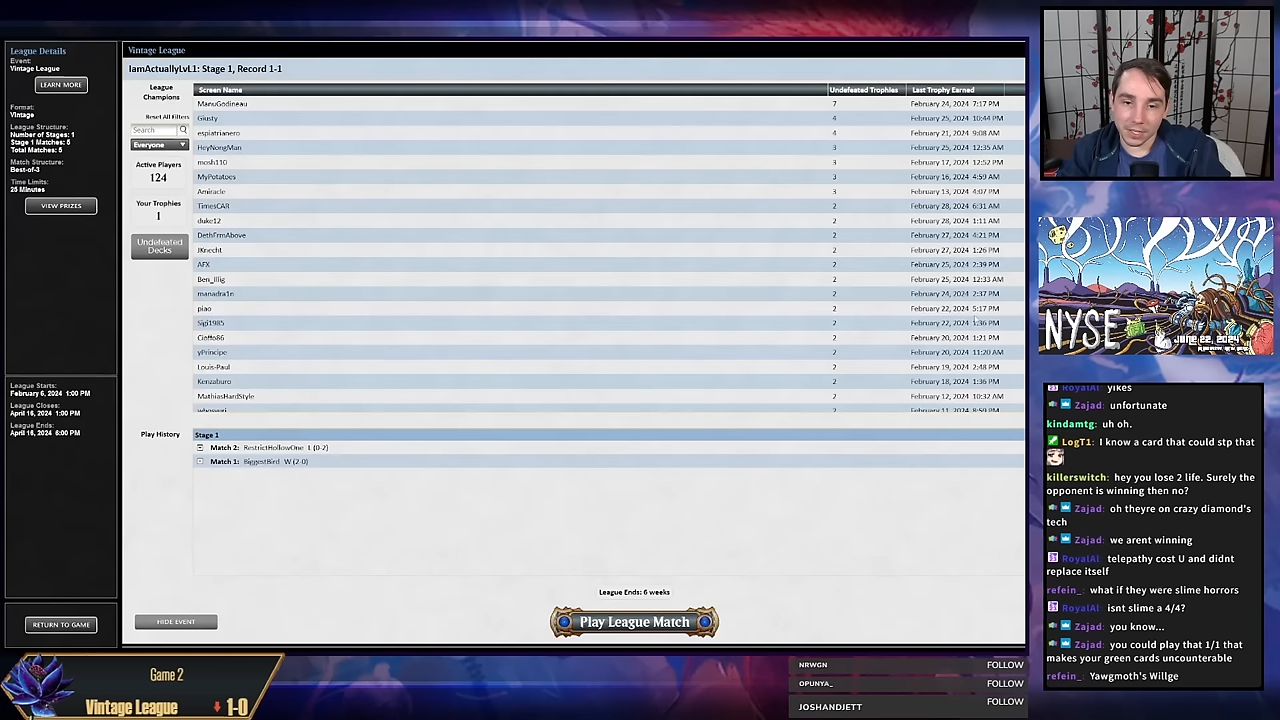 League Details
Event:
Vintage League
LEARN MORE
Format:
Vintage
League Structure:
Number of Stages: 1
Stage 1 Matches: 5
Total Matches: 5
Match Structure:
Best-of-3
Time Limits:
25 Minutes
VIEW PRIZES
League Starts:
February 6, 2024 1:00 PM
League Closes:
April 16, 2024 1:00 PM
League Ends:
April 16, 2024 6:00 PM
RETURN TO GAME
Vintage League
IamActuallyLvL1: Stage 1, Record 1-1
League
Champions
Reset All Filters
Search
Everyone
Active Players
124
Your Trophies
1
Undefeated
Decks
Screen Name Undefeated Trophies Last Trophy Earned
ManuGodineau 7 February 24, 2024 7:17 PM
Giusty 4 February 25, 2024 10:44 PM
espiatrianero 4 February 21, 2024 9:08 AM
HeyNongMan 3 February 25, 2024 12:35 AM
mosh110 3 February 17, 2024 12:52 PM
MyPotatoes 3 February 16, 2024 4:59 AM
Amiracle 3 February 13, 2024 4:07 PM
TimesCAR 2 February 28, 2024 6:31 AM
duke12 2 February 28, 2024 1:11 AM
DethFrmAbove 2 February 27, 2024 4:21 PM
JKnecht 2 February 27, 2024 1:26 PM
AFX 2 February 25, 2024 2:39 PM
Ben_Illig 2 February 25, 2024 12:33 AM
manadra1n 2 February 24, 2024 2:37 PM
piao 2 February 22, 2024 5:17 PM
Sigi1985 2 February 22, 2024 1:36 PM
Cioffo86 2 February 20, 2024 1:21 PM
yPrincipe 2 February 20, 2024 11:20 AM
Louis-Paul 2 February 19, 2024 2:48 PM
Kenzaburo 2 February 18, 2024 1:36 PM
MathiasHardStyle 2 February 12, 2024 10:32 AM
2 February 11, 2024 8:59 PM
Play History
Stage 1
Match 2: RestrictHollowOne L (0-2)
Match 1: BiggestBird W (2-0)
League Ends: 6 weeks
HIDE EVENT
Play League Match
NYSE
JUNE 22, 2024
RoyalAl: yikes
Zajad: unfortunate
kindamtg: uh oh.
LogT1: I know a card that could stp that
killerswitch: hey you lose 2 life. Surely the
opponent is winning then no?
Zajad: oh theyre on crazy diamond's
tech
Zajad: we arent winning
RoyalAl: telepathy cost U and didnt
replace itself
refein_: what if they were slime horrors
RoyalAl: isnt slime a 4/4?
Zajad: you know...
Zajad: you could play that 1/1 that
makes your green cards uncounterable
refein_: Yawgmoth's Willge
Game 2
Vintage League 1-0
NRWGN FOLLOW
OPUNYA_ FOLLOW
JOSHANDJETT FOLLOW